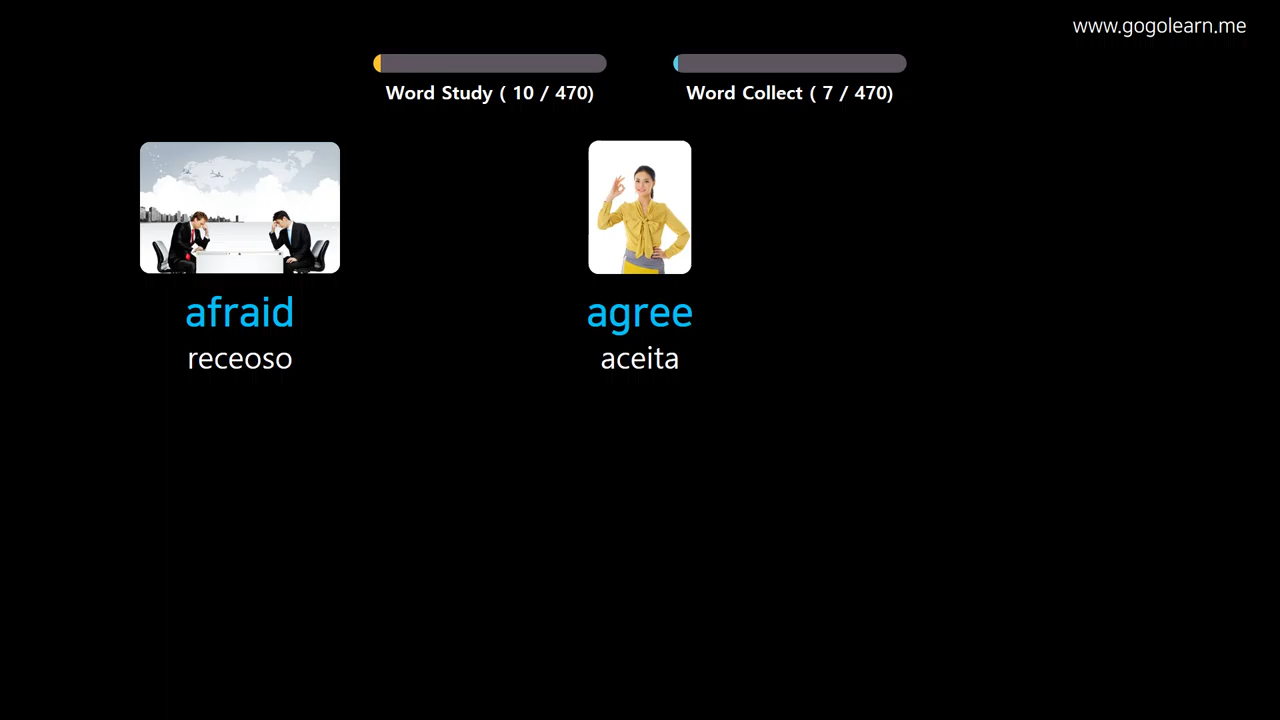 www.gogolearn.me
Word Study ( 10 / 470)
Word Collect ( 7 / 470)
afraid
receoso
agree
aceita